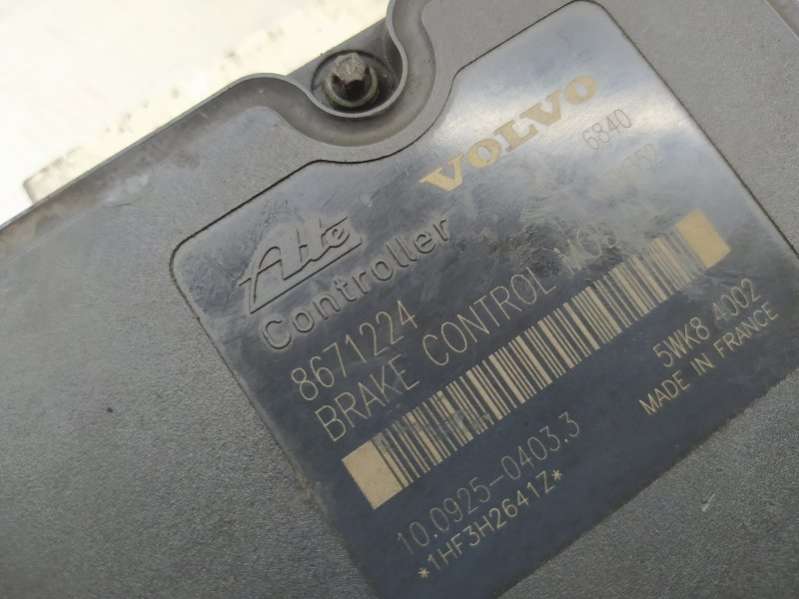 Ate
Controller
VOLVO
6840
8671224
BRAKE CONTROL
5WK8 4002
MADE IN FRANCE
10.0925-0403.3
*1HF3H2641Z*